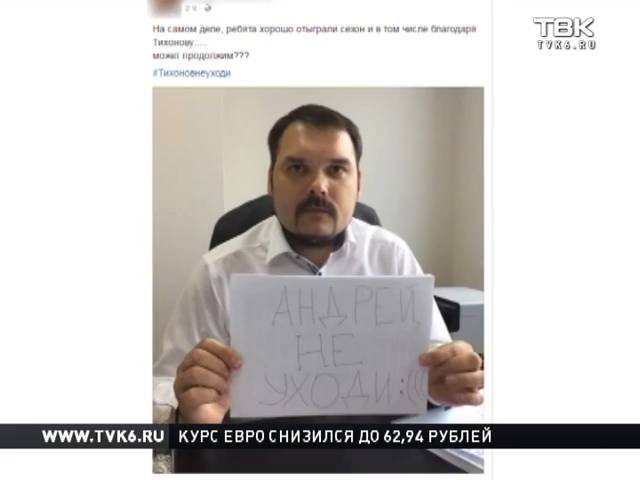 2 ч
ТВК
TVK6.RU
На самом деле, ребята хорошо отыграли сезон и в том числе благодаря
Тихонову.....
может продолжим???
#Тихоновнеуходи
АНДРЕЙ,
НЕ
УХОДИ:(((
WWW.TVK6.RU
КУРС ЕВРО СНИЗИЛСЯ ДО 62,94 РУБЛЕЙ